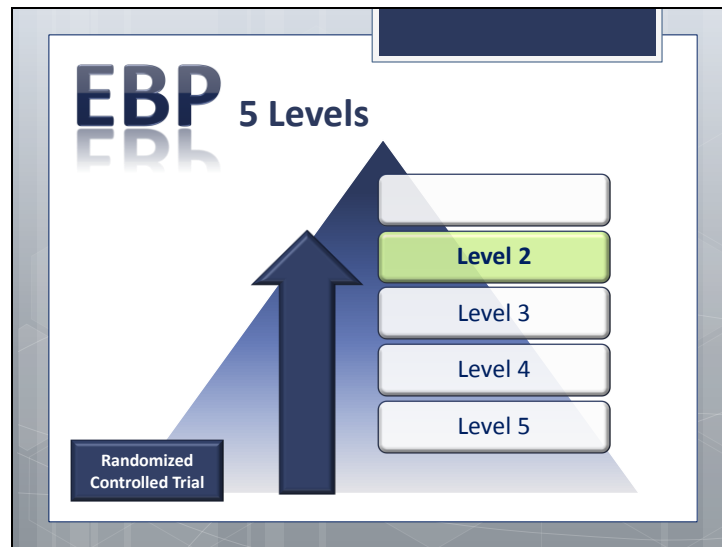 EBP 5 Levels
Level 2
Level 3
Level 4
Level 5
Randomized
Controlled Trial